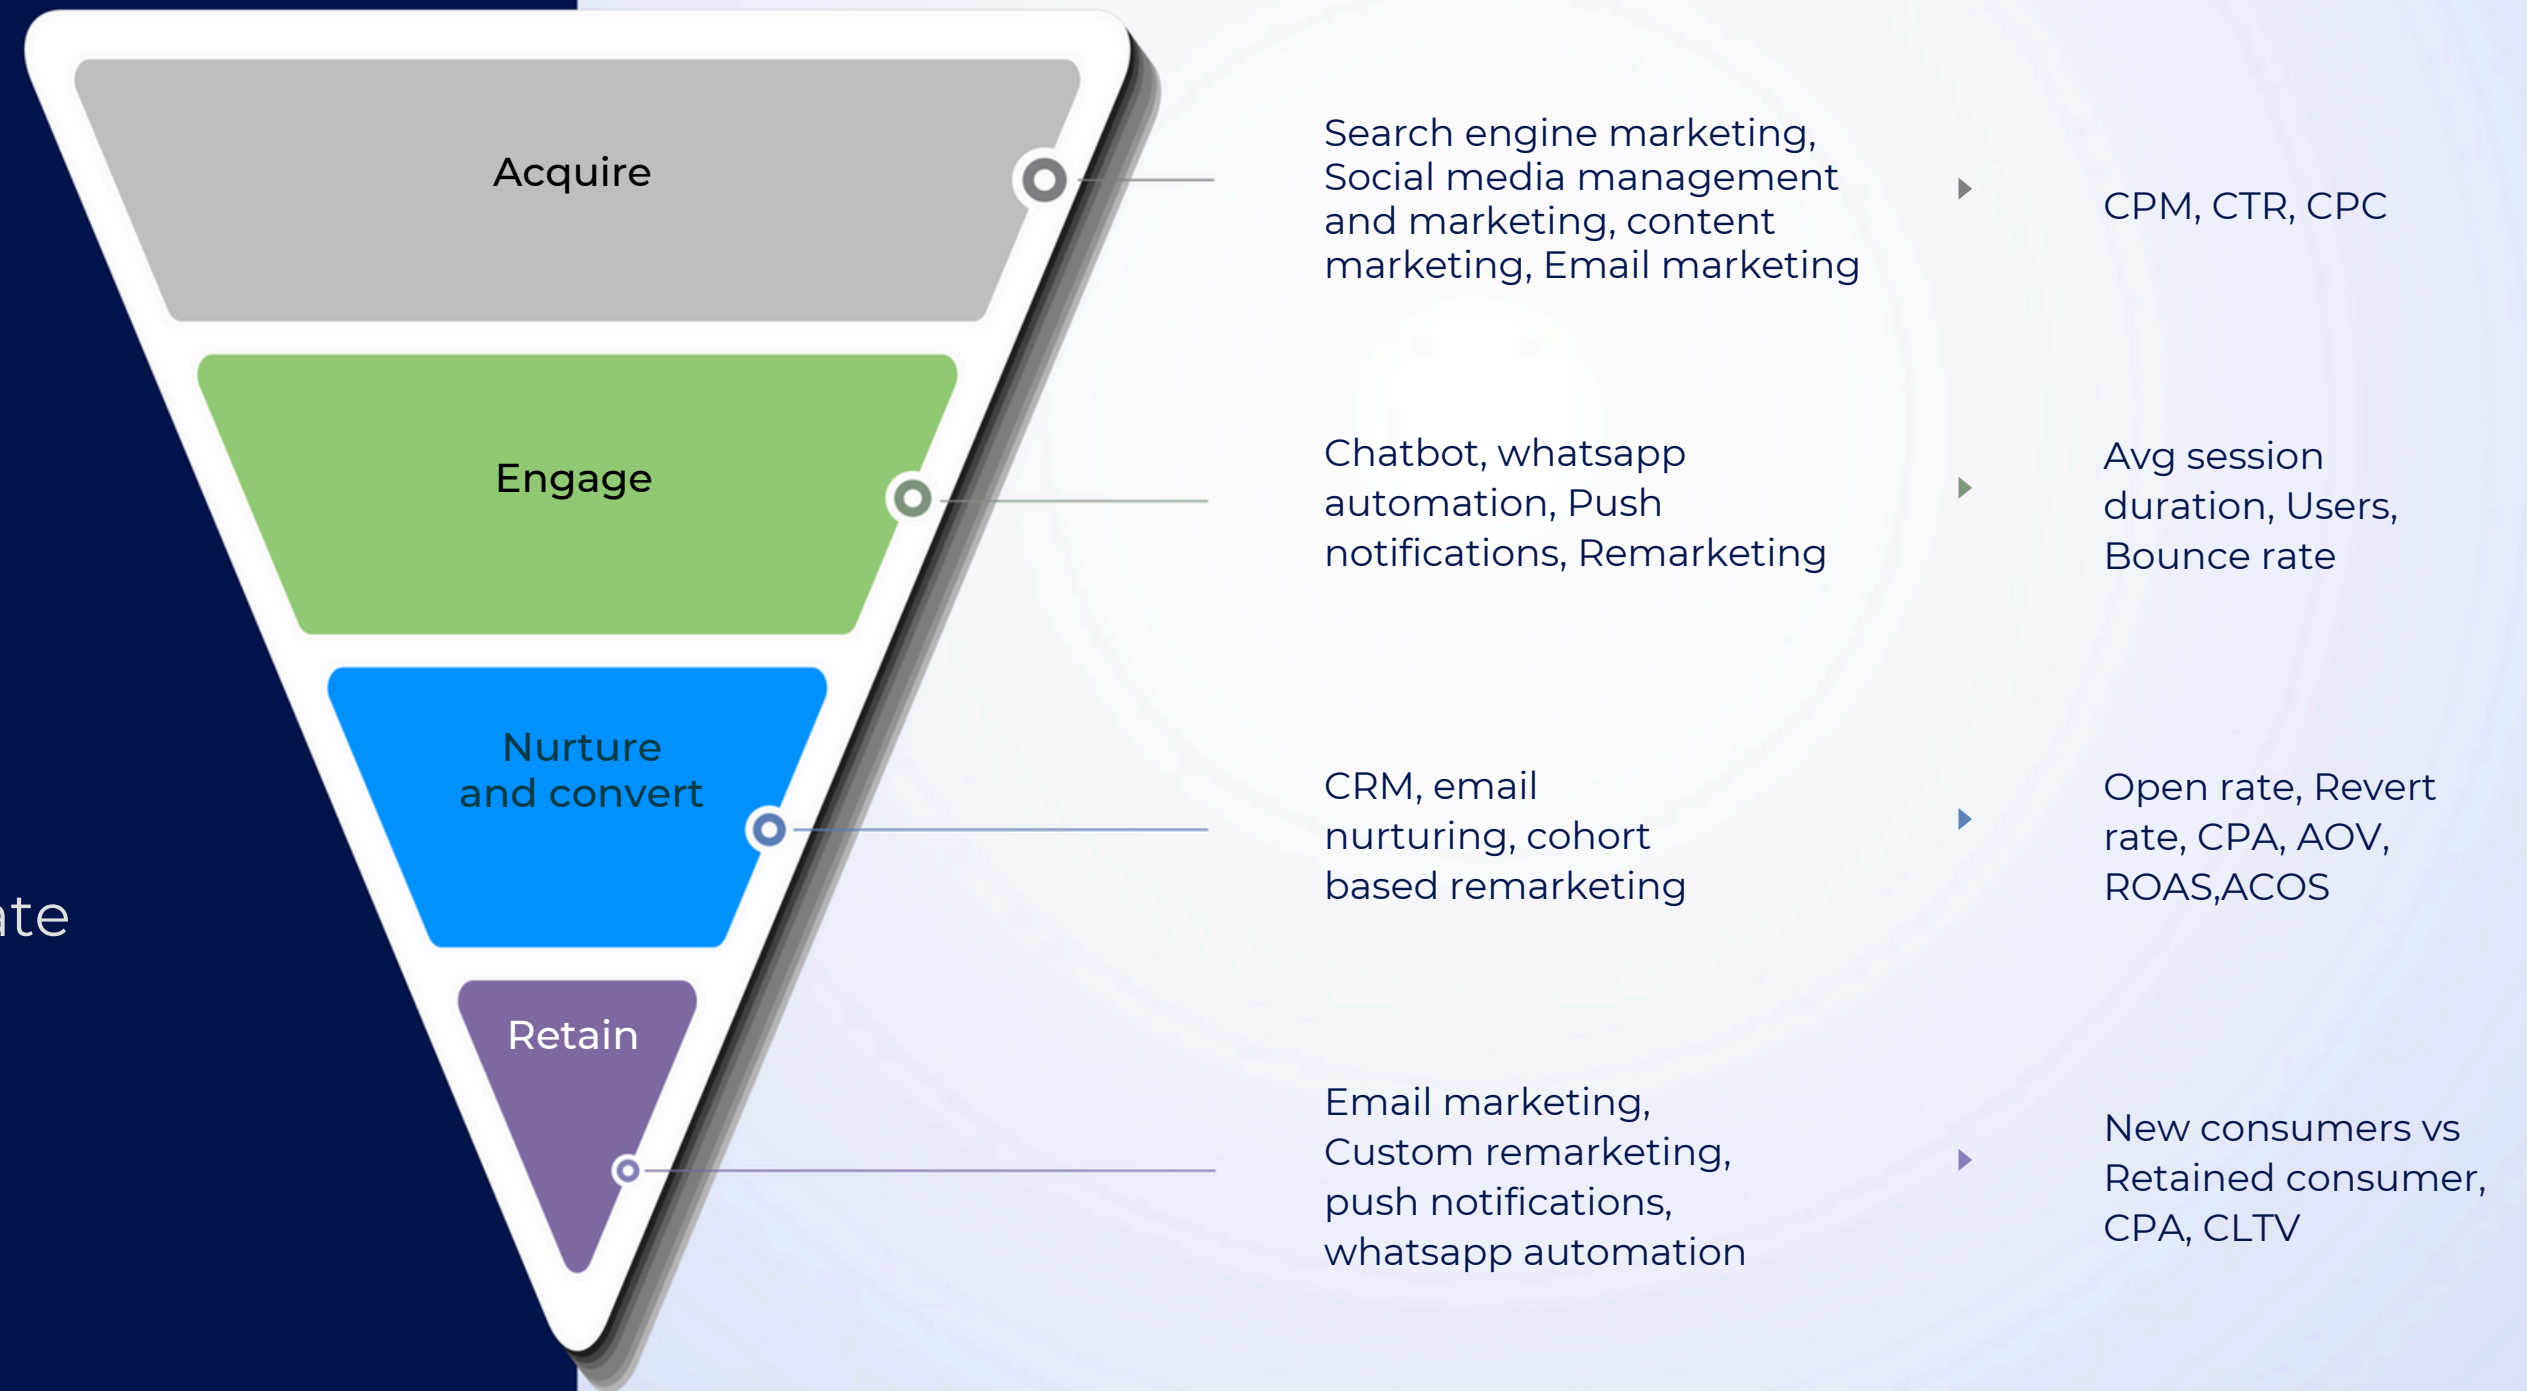 Acquire
Search engine marketing,
Social media management
and marketing, content
marketing, Email marketing
CPM, CTR, CPC
Engage
Chatbot, whatsapp
automation, Push
notifications, Remarketing
Avg session
duration, Users,
Bounce rate
Nurture
and convert
CRM, email
nurturing, cohort
based remarketing
Open rate, Revert
rate, CPA, AOV,
ROAS,ACOS
Retain
Email marketing,
Custom remarketing,
push notifications,
whatsapp automation
New consumers vs
Retained consumer,
CPA, CLTV